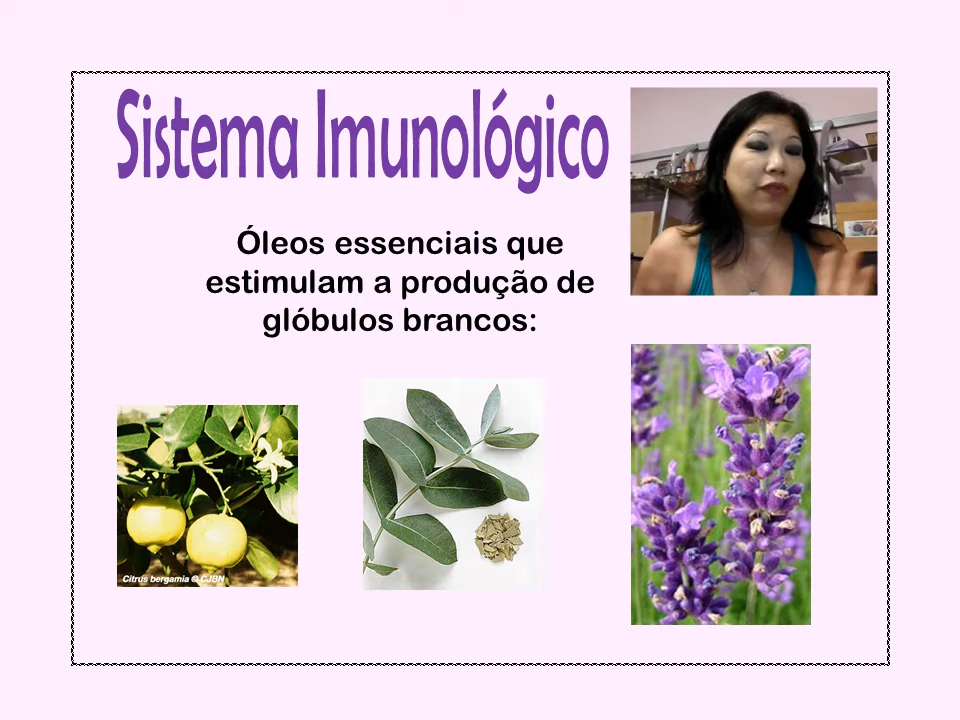 Sistema Imunológico
Óleos essenciais que
estimulam a produção de
glóbulos brancos:
Citrus bergamia @ CJBN